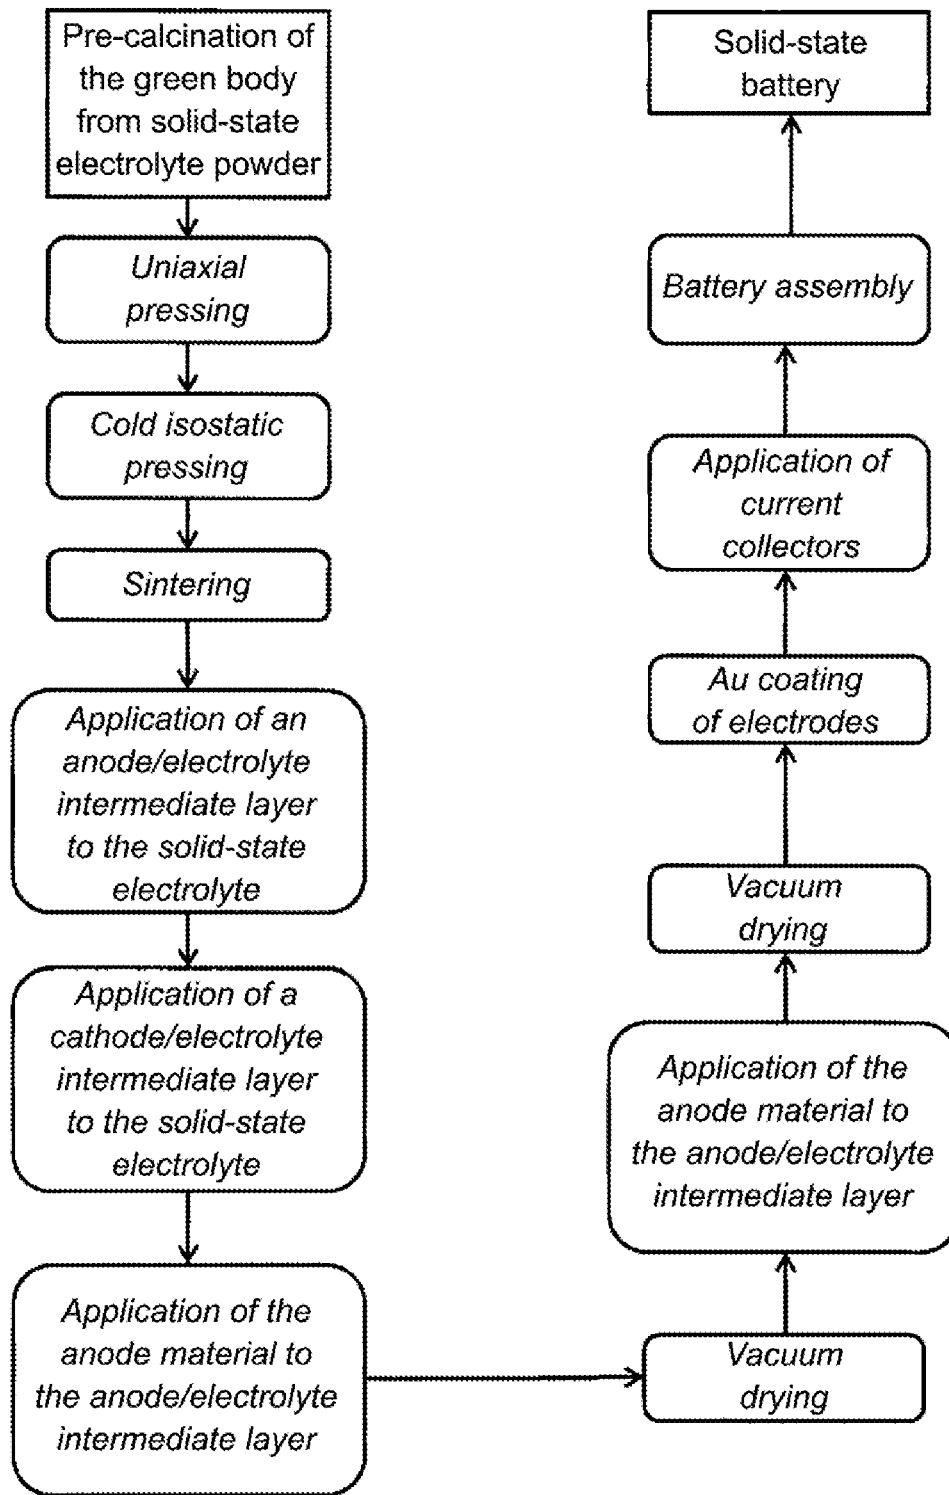 Pre-calcination of
the green body
from solid-state
electrolyte powder
Uniaxial
pressing
Cold isostatic
pressing
Sintering
Application of an
anode/electrolyte
intermediate layer
to the solid-state
electrolyte
Application of a
cathode/electrolyte
intermediate layer
to the solid-state
electrolyte
Application of the
anode material to
the anode/electrolyte
intermediate layer
Vacuum
drying
Application of the
anode material to
the anode/electrolyte
intermediate layer
Vacuum
drying
Au coating
of electrodes
Application of
current
collectors
Battery assembly
Solid-state
battery